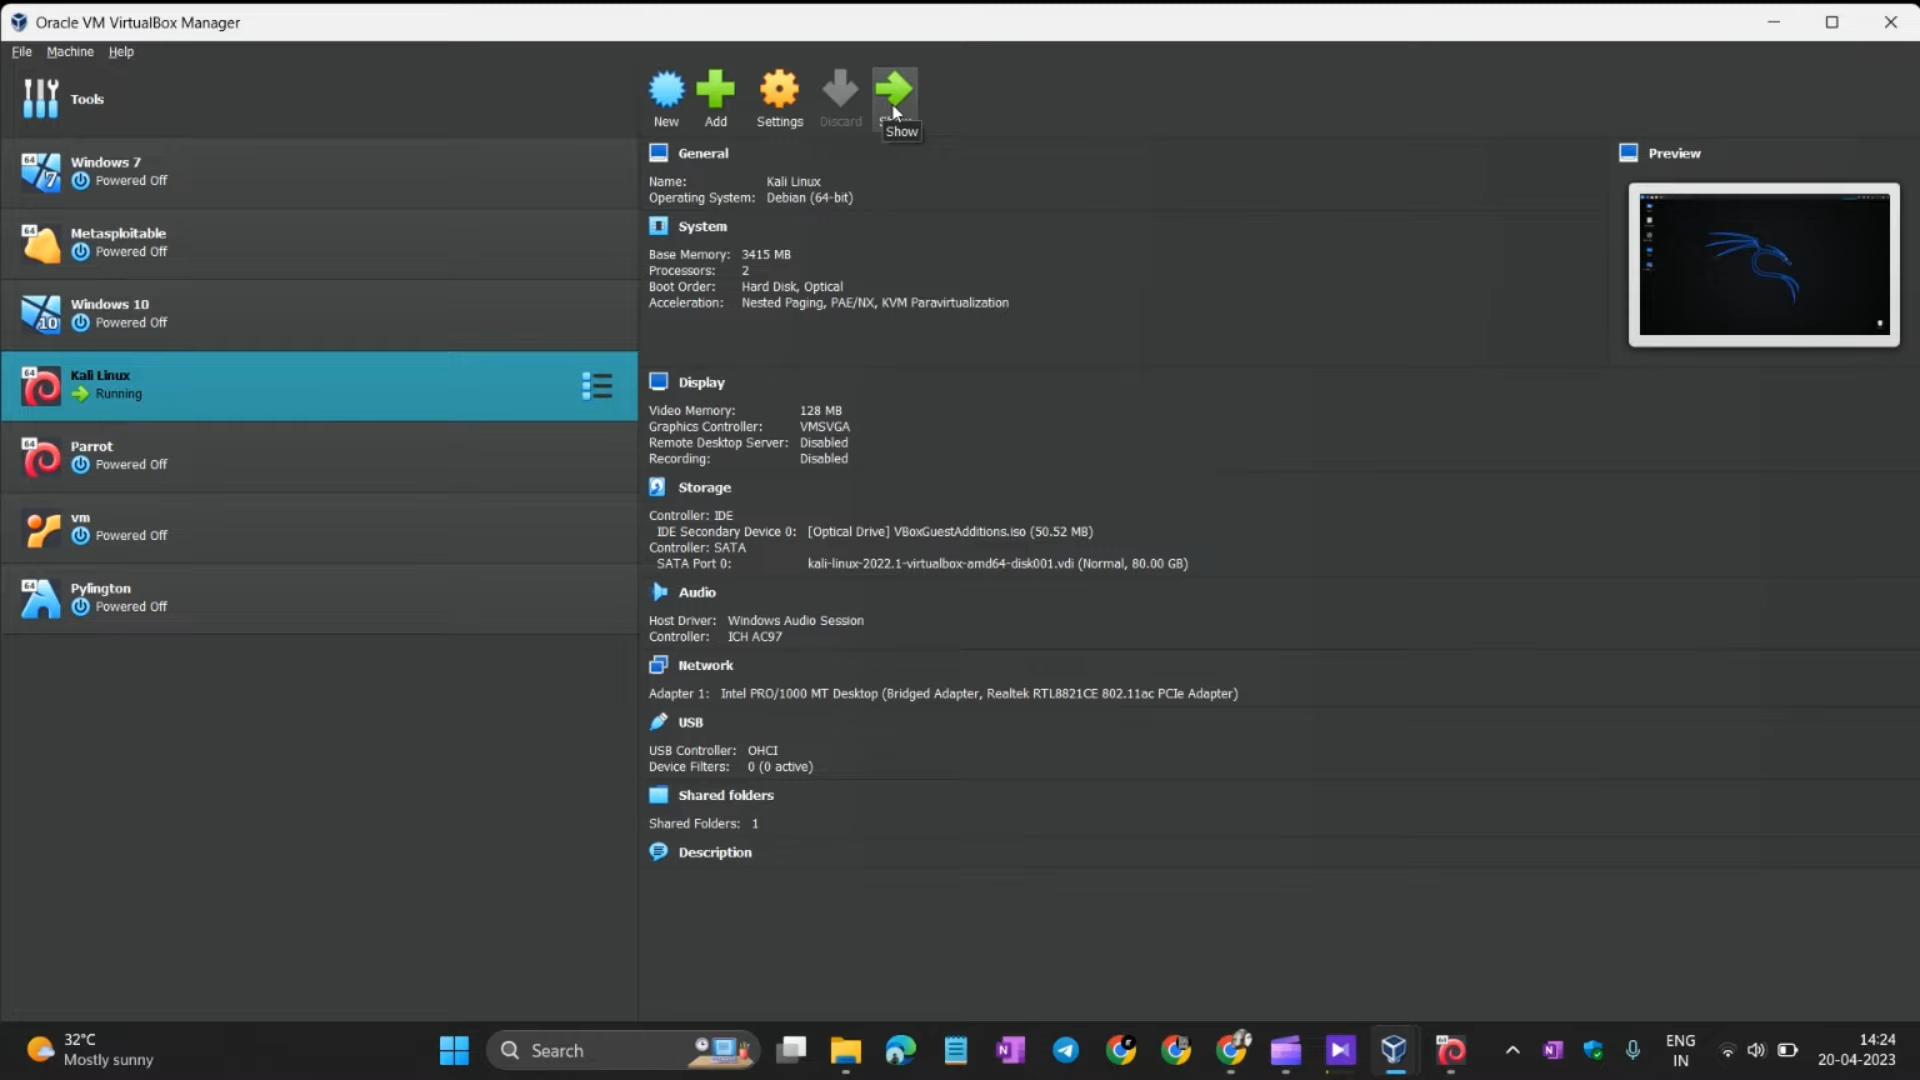 Oracle VM VirtualBox Manager
File Machine Help
Tools
New Add Settings Discard
Show
64
7
Windows 7
Powered Off
64
Metasploitable
Powered Off
10
Windows 10
Powered Off
64
Kali Linux
Running
64
Parrot
Powered Off
vm
Powered Off
64
Pylington
Powered Off
General
Name: Kali Linux
Operating System: Debian (64-bit)
System
Base Memory: 3415 MB
Processors: 2
Boot Order: Hard Disk, Optical
Acceleration: Nested Paging, PAE/NX, KVM Paravirtualization
Display
Video Memory: 128 MB
Graphics Controller: VMSVGA
Remote Desktop Server: Disabled
Recording: Disabled
Storage
Controller: IDE
IDE Secondary Device 0: [Optical Drive] VBoxGuestAdditions.iso (50.52 MB)
Controller: SATA
SATA Port 0: kali-linux-2022.1-virtualbox-amd64-disk001.vdi (Normal, 80.00 GB)
Audio
Host Driver: Windows Audio Session
Controller: ICH AC97
Network
Adapter 1: Intel PRO/1000 MT Desktop (Bridged Adapter, Realtek RTL8821CE 802.11ac PCIe Adapter)
USB
USB Controller: OHCI
Device Filters: 0 (0 active)
Shared folders
Shared Folders: 1
Description
Preview
32°C
Mostly sunny
Search
ENG
IN
14:24
20-04-2023